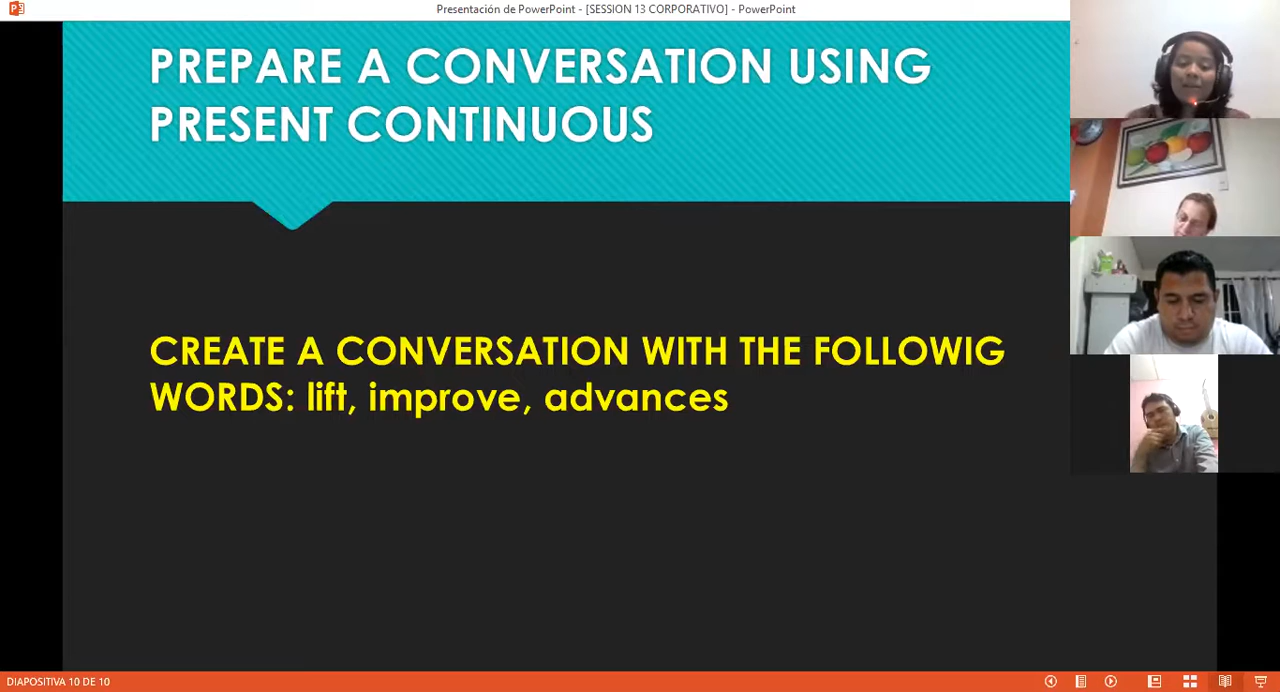 Presentación de PowerPoint - [SESSION 13 CORPORATIVO] - PowerPoint
PREPARE A CONVERSATION USING
PRESENT CONTINUOUS
CREATE A CONVERSATION WITH THE FOLLOWIG
WORDS: lift, improve, advances
DIAPOSITIVA 10 DE 10